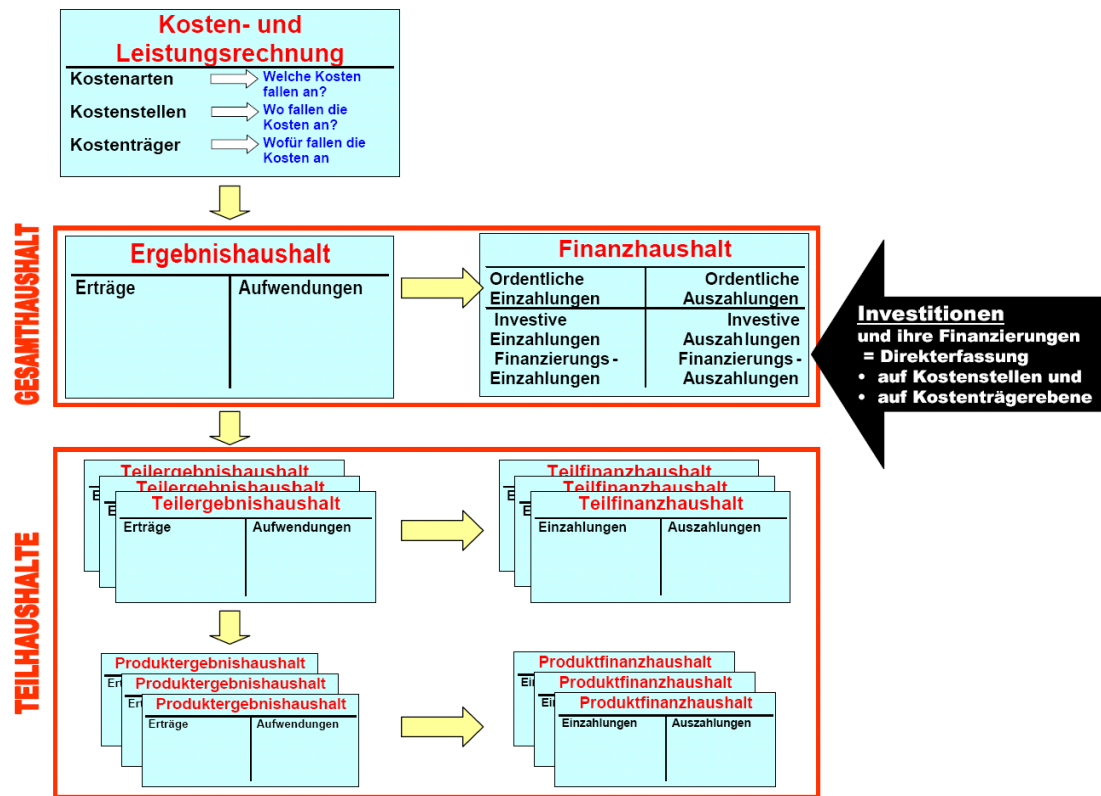 Kosten- und
Leistungsrechnung
Kostenarten
Welche Kosten
fallen an?
Kostenstellen
Wo fallen die
Kosten an?
Kostenträger
Wofür fallen die
Kosten an
GESAMTHAUSHALT
Ergebnishaushalt
Erträge
Aufwendungen
Finanzhaushalt
Ordentliche
Einzahlungen
Ordentliche
Auszahlungen
Investive
Einzahlungen
Finanzierungs-
Einzahlungen
Investive
Auszahlungen
Finanzierungs-
Auszahlungen
Investitionen
und ihre Finanzierungen
= Direkterfassung
• auf Kostenstellen und
• auf Kostenträgerebene
TEILHAUSHALTE
Teilergebnishaushalt
Teilergebnishaushalt
Teilergebnishaushalt
Erträge
Aufwendungen
Teilfinanzhaushalt
Teilfinanzhaushalt
Teilfinanzhaushalt
Einzahlungen
Auszahlungen
Produktergebnishaushalt
Produktergebnishaushalt
Produktergebnishaushalt
Erträge
Aufwendungen
Produktfinanzhaushalt
Produktfinanzhaushalt
Produktfinanzhaushalt
Einzahlungen
Auszahlungen